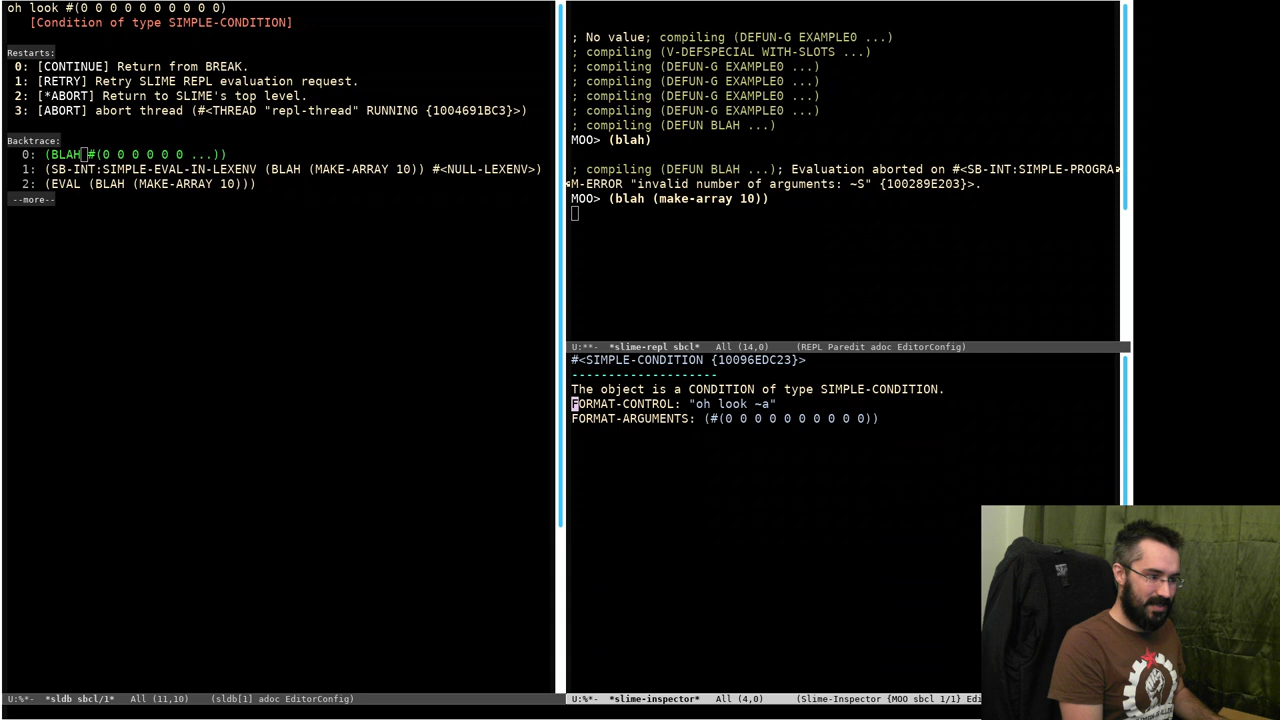 oh look #(0 0 0 0 0 0 0 0 0 0)
[Condition of type SIMPLE-CONDITION]
Restarts:
0: [CONTINUE] Return from BREAK.
1: [RETRY] Retry SLIME REPL evaluation request.
2: [*ABORT] Return to SLIME's top level.
3: [ABORT] abort thread (#<THREAD "repl-thread" RUNNING {1004691BC3}>)
Backtrace:
0: (BLAH #(0 0 0 0 0 0 ...))
1: (SB-INT:SIMPLE-EVAL-IN-LEXENV (BLAH (MAKE-ARRAY 10)) #<NULL-LEXENV>)
2: (EVAL (BLAH (MAKE-ARRAY 10)))
--more--
U:%*- *sldb sbcl/1* All (11,10) (sldb[1] adoc EditorConfig)
; No value; compiling (DEFUN-G EXAMPLE0 ...)
; compiling (V-DEFSPECIAL WITH-SLOTS ...)
; compiling (DEFUN-G EXAMPLE0 ...)
; compiling (DEFUN-G EXAMPLE0 ...)
; compiling (DEFUN-G EXAMPLE0 ...)
; compiling (DEFUN-G EXAMPLE0 ...)
; compiling (DEFUN BLAH ...)
MOO> (blah)
; compiling (DEFUN BLAH ...); Evaluation aborted on #<SB-INT:SIMPLE-PROGRA
M-ERROR "invalid number of arguments: ~S" {100289E203}>.
MOO> (blah (make-array 10))
U:**- *slime-repl sbcl* All (14,0) (REPL Paredit adoc EditorConfig)
#<SIMPLE-CONDITION {10096EDC23}>
--------------------
The object is a CONDITION of type SIMPLE-CONDITION.
FORMAT-CONTROL: "oh look ~a"
FORMAT-ARGUMENTS: (#(0 0 0 0 0 0 0 0 0 0))
U:%*- *slime-inspector* All (4,0) (Slime-Inspector {MOO sbcl 1/1} Edi